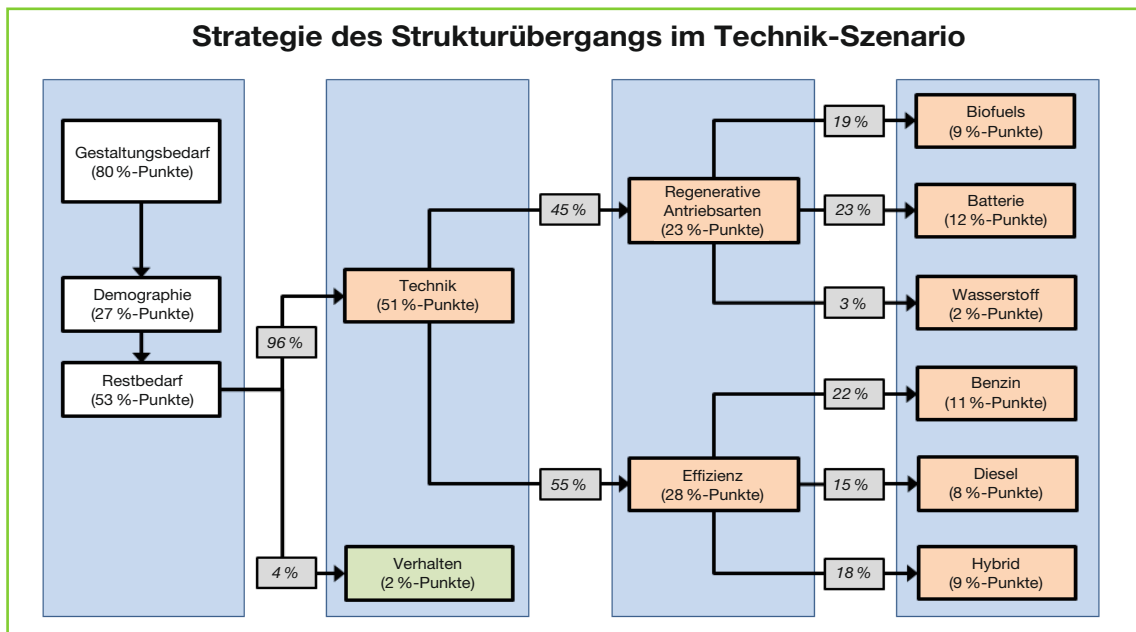 Strategie des Strukturübergangs im Technik-Szenario
Gestaltungsbedarf
(80 %-Punkte)
Demographie
(27 %-Punkte)
Restbedarf
(53 %-Punkte)
96 %
4 %
Technik
(51 %-Punkte)
Verhalten
(2 %-Punkte)
45 %
55 %
Regenerative
Antriebsarten
(23 %-Punkte)
Effizienz
(28 %-Punkte)
19 %
23 %
3 %
22 %
15 %
18 %
Biofuels
(9 %-Punkte)
Batterie
(12 %-Punkte)
Wasserstoff
(2 %-Punkte)
Benzin
(11 %-Punkte)
Diesel
(8 %-Punkte)
Hybrid
(9 %-Punkte)